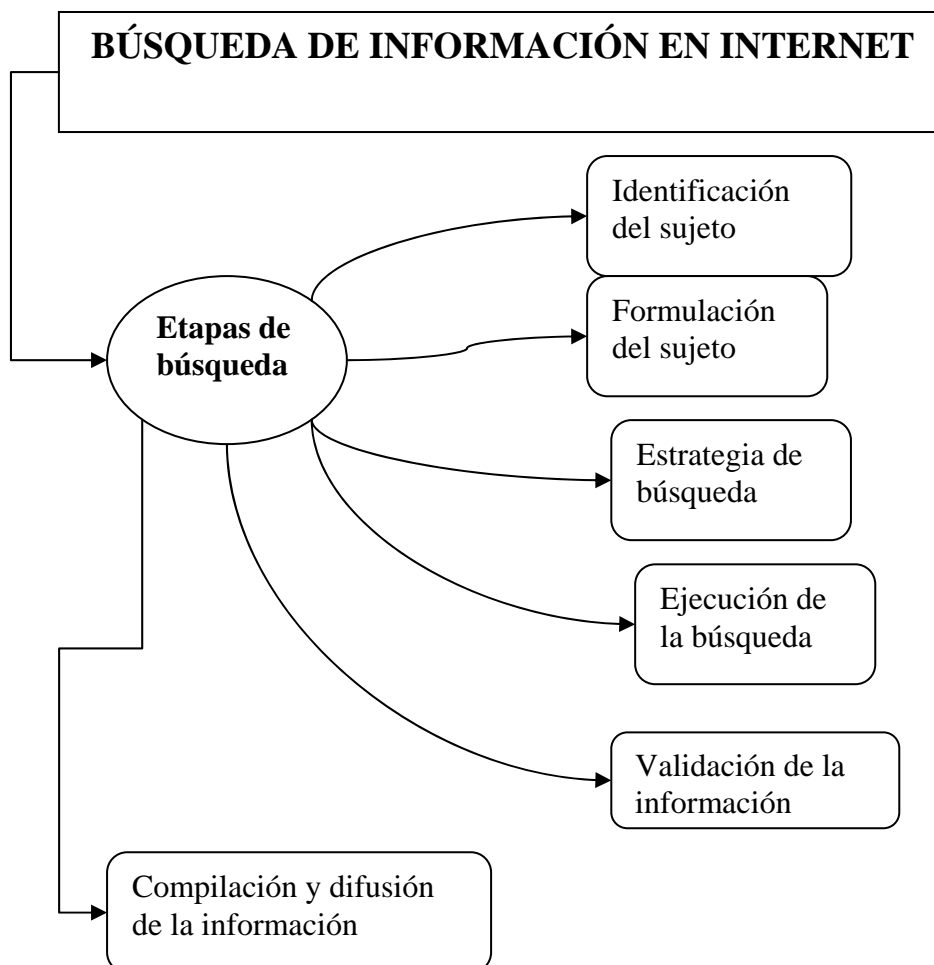 BÚSQUEDA DE INFORMACIÓN EN INTERNET
Identificación
del sujeto
Etapas de
búsqueda
Formulación
del sujeto
Estrategia de
búsqueda
Ejecución de
la búsqueda
Validación de la
información
Compilación y difusión
de la información